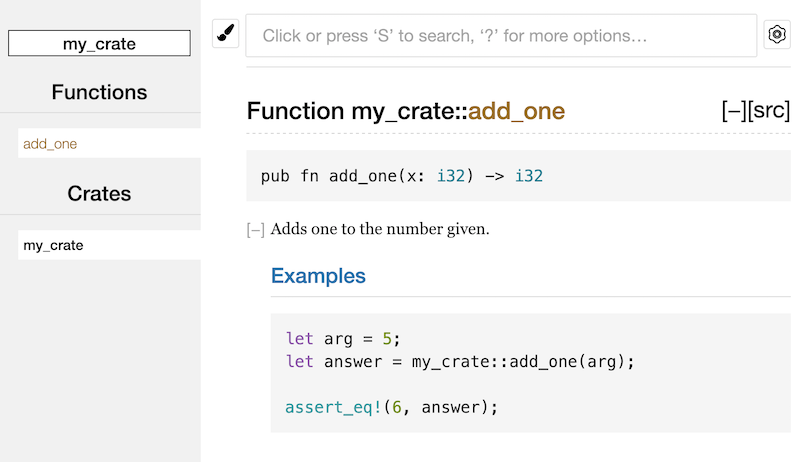 my_crate
Functions
add_one
Crates
my_crate
Click or press ‘S’ to search, ‘?’ for more options…
Function my_crate::add_one [−][src]
pub fn add_one(x: i32) -> i32
[−] Adds one to the number given.
Examples
let arg = 5;
let answer = my_crate::add_one(arg);
assert_eq!(6, answer);